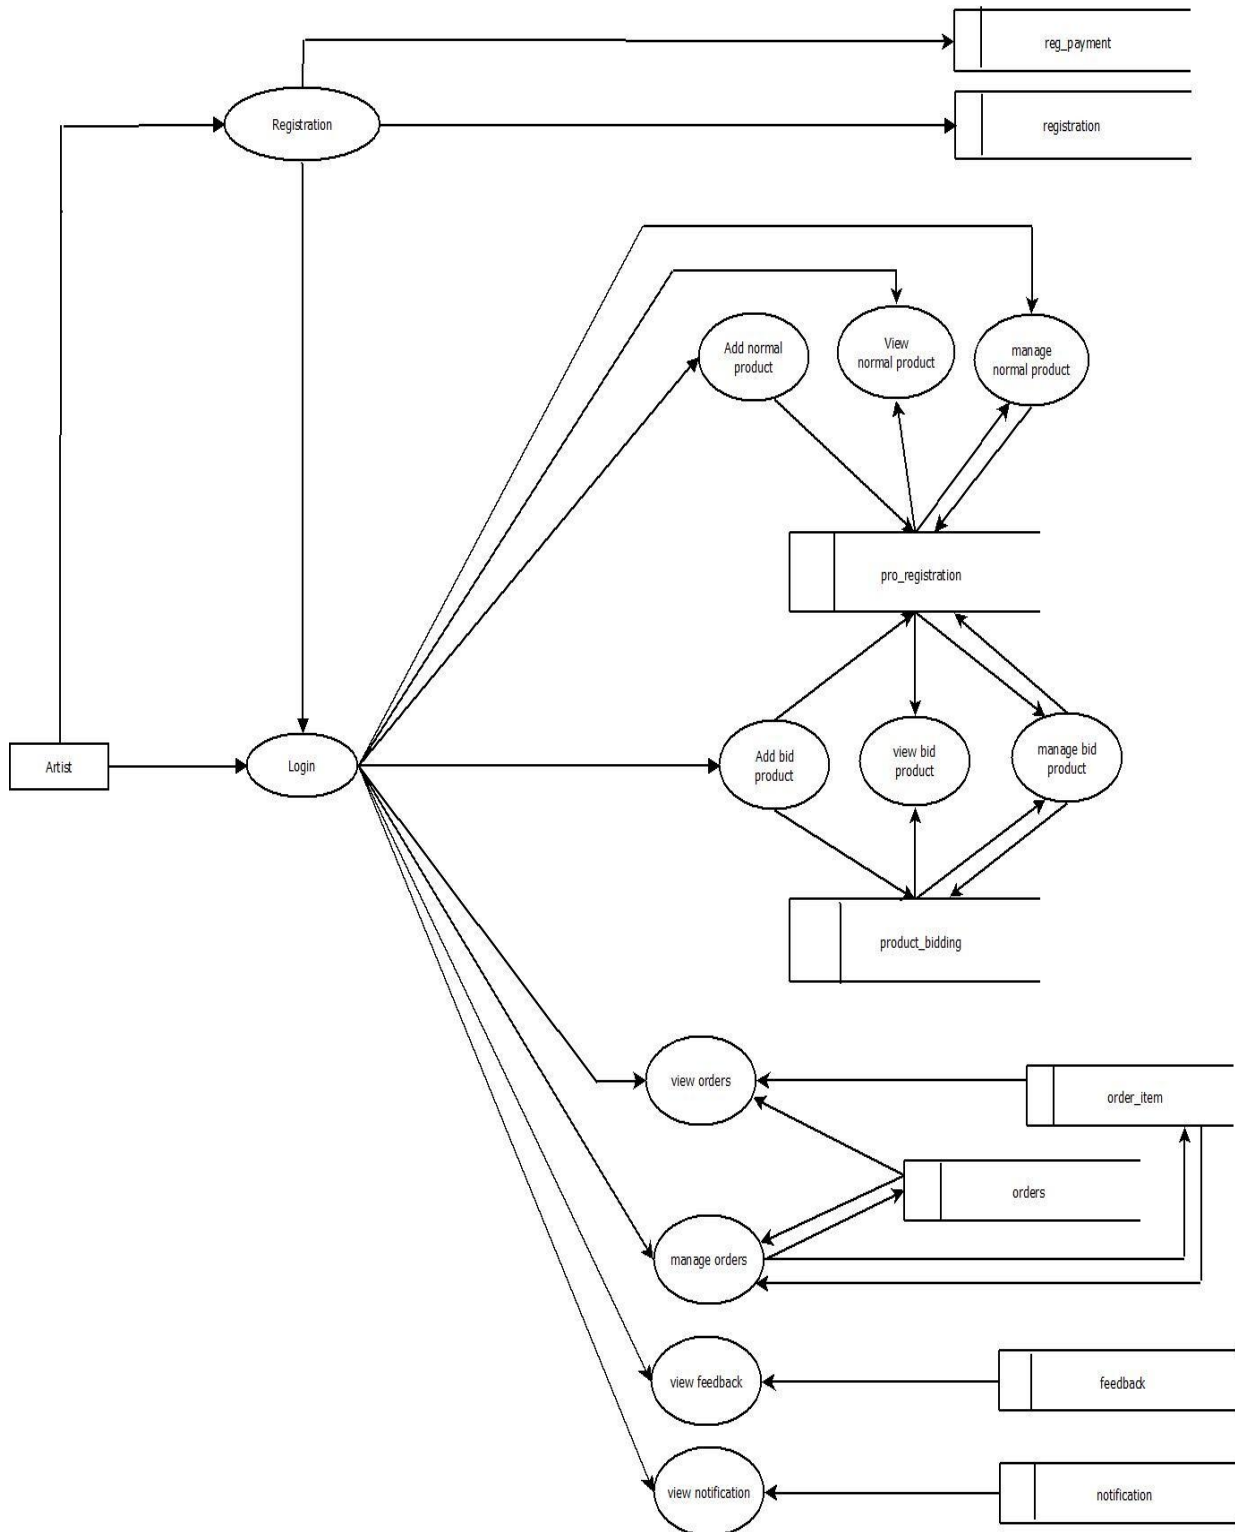 reg_payment
Registration
registration
Add normal
product
View
normal product
manage
normal product
pro_registration
Artist
Login
Add bid
product
view bid
product
manage bid
product
product_bidding
view orders
order_item
orders
manage orders
view feedback
feedback
view notification
notification